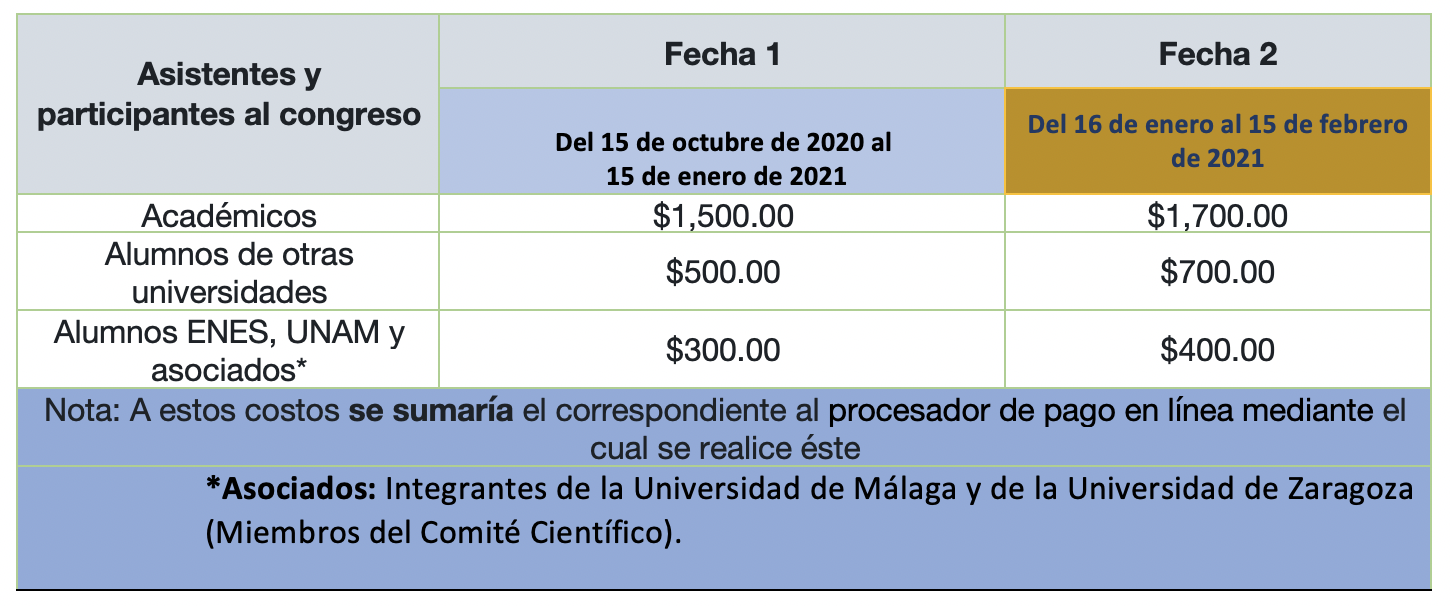 Asistentes y
participantes al congreso
Fecha 1
Fecha 2
Del 15 de octubre de 2020 al
15 de enero de 2021
Del 16 de enero al 15 de febrero
de 2021
Académicos
$1,500.00
$1,700.00
Alumnos de otras
universidades
$500.00
$700.00
Alumnos ENES, UNAM y
asociados*
$300.00
$400.00
Nota: A estos costos se sumaría el correspondiente al procesador de pago en línea mediante el
cual se realice éste
*Asociados: Integrantes de la Universidad de Málaga y de la Universidad de Zaragoza
(Miembros del Comité Científico).